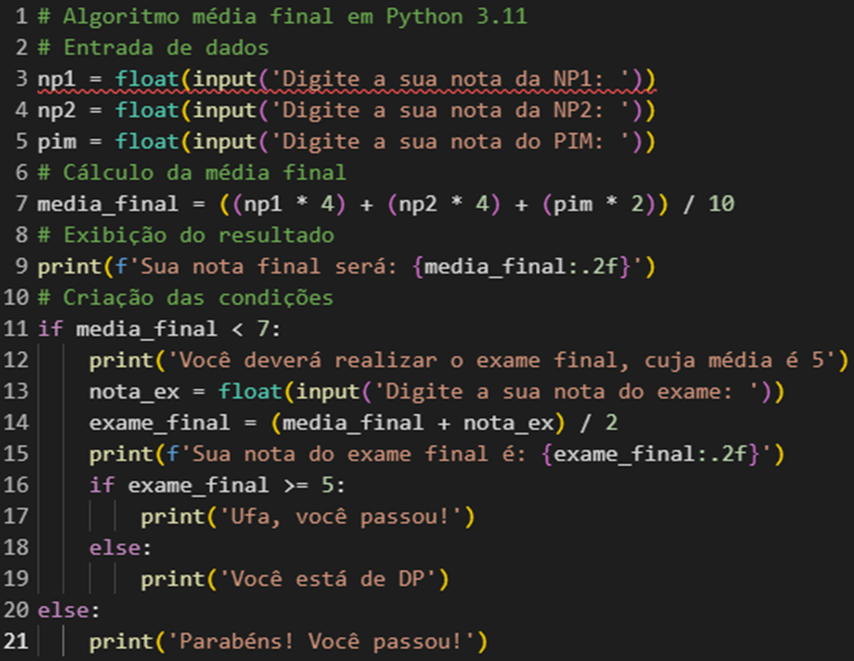 1 # Algoritmo média final em Python 3.11
2 # Entrada de dados
3 np1 = float(input('Digite a sua nota da NP1: '))
4 np2 = float(input('Digite a sua nota da NP2: '))
5 pim = float(input('Digite a sua nota do PIM: '))
6 # Cálculo da média final
7 media_final = ((np1 * 4) + (np2 * 4) + (pim * 2)) / 10
8 # Exibição do resultado
9 print(f'Sua nota final será: {media_final:.2f}')
10 # Criação das condições
11 if media_final < 7:
12     print('Você deverá realizar o exame final, cuja média é 5')
13     nota_ex = float(input('Digite a sua nota do exame: '))
14     exame_final = (media_final + nota_ex) / 2
15     print(f'Sua nota do exame final é: {exame_final:.2f}')
16     if exame_final >= 5:
17         print('Ufa, você passou!')
18     else:
19         print('Você está de DP')
20 else:
21     print('Parabéns! Você passou!')